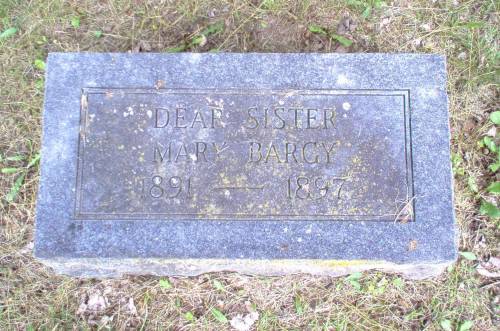 DEAR SISTER
MARY BARGY
1891 — 1897